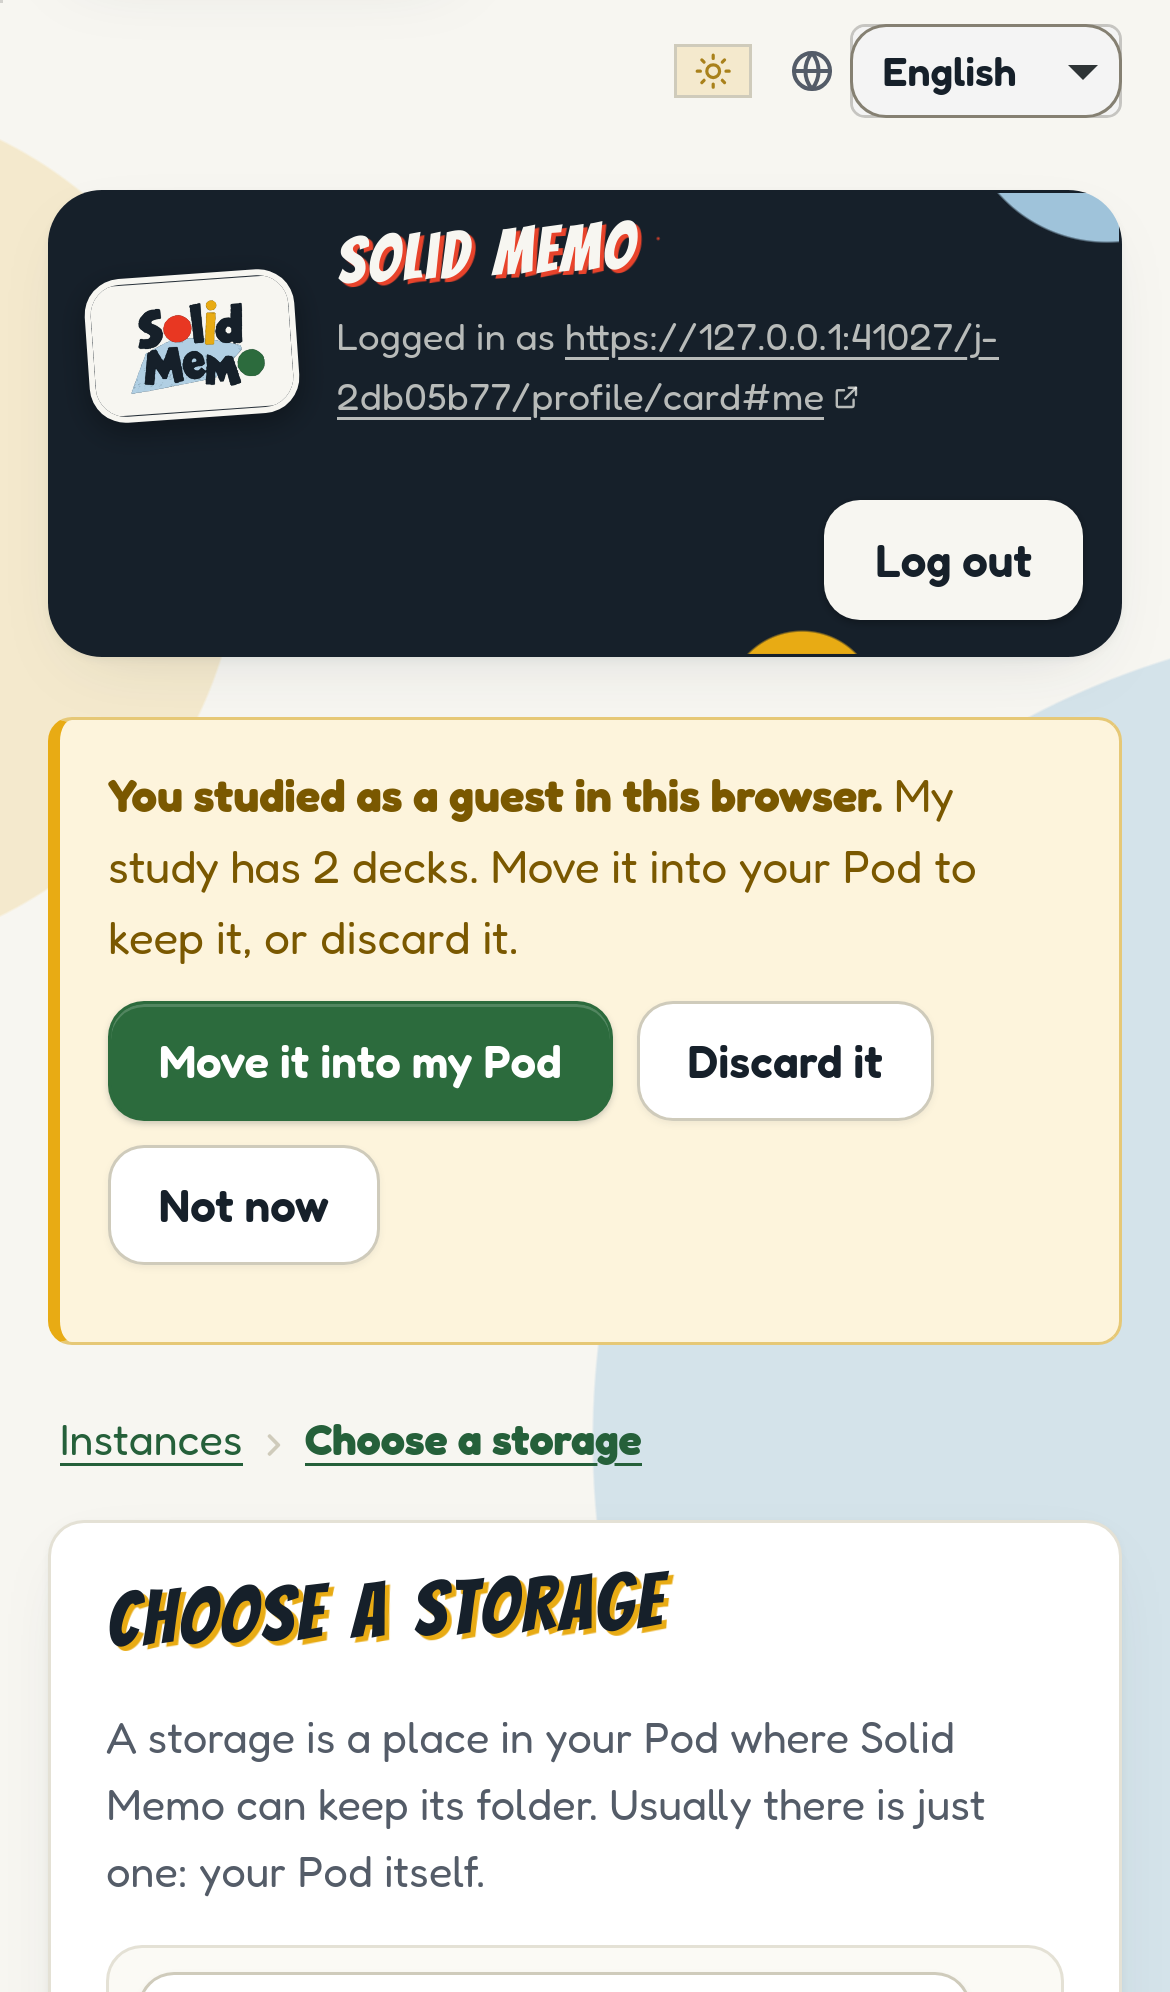 English
SOLID MEMO
Solid
Memo
Logged in as https://127.0.0.1:41027/j-
2db05b77/profile/card#me
Log out
You studied as a guest in this browser. My
study has 2 decks. Move it into your Pod to
keep it, or discard it.
Move it into my Pod
Discard it
Not now
Instances
Choose a storage
CHOOSE A STORAGE
A storage is a place in your Pod where Solid
Memo can keep its folder. Usually there is just
one: your Pod itself.